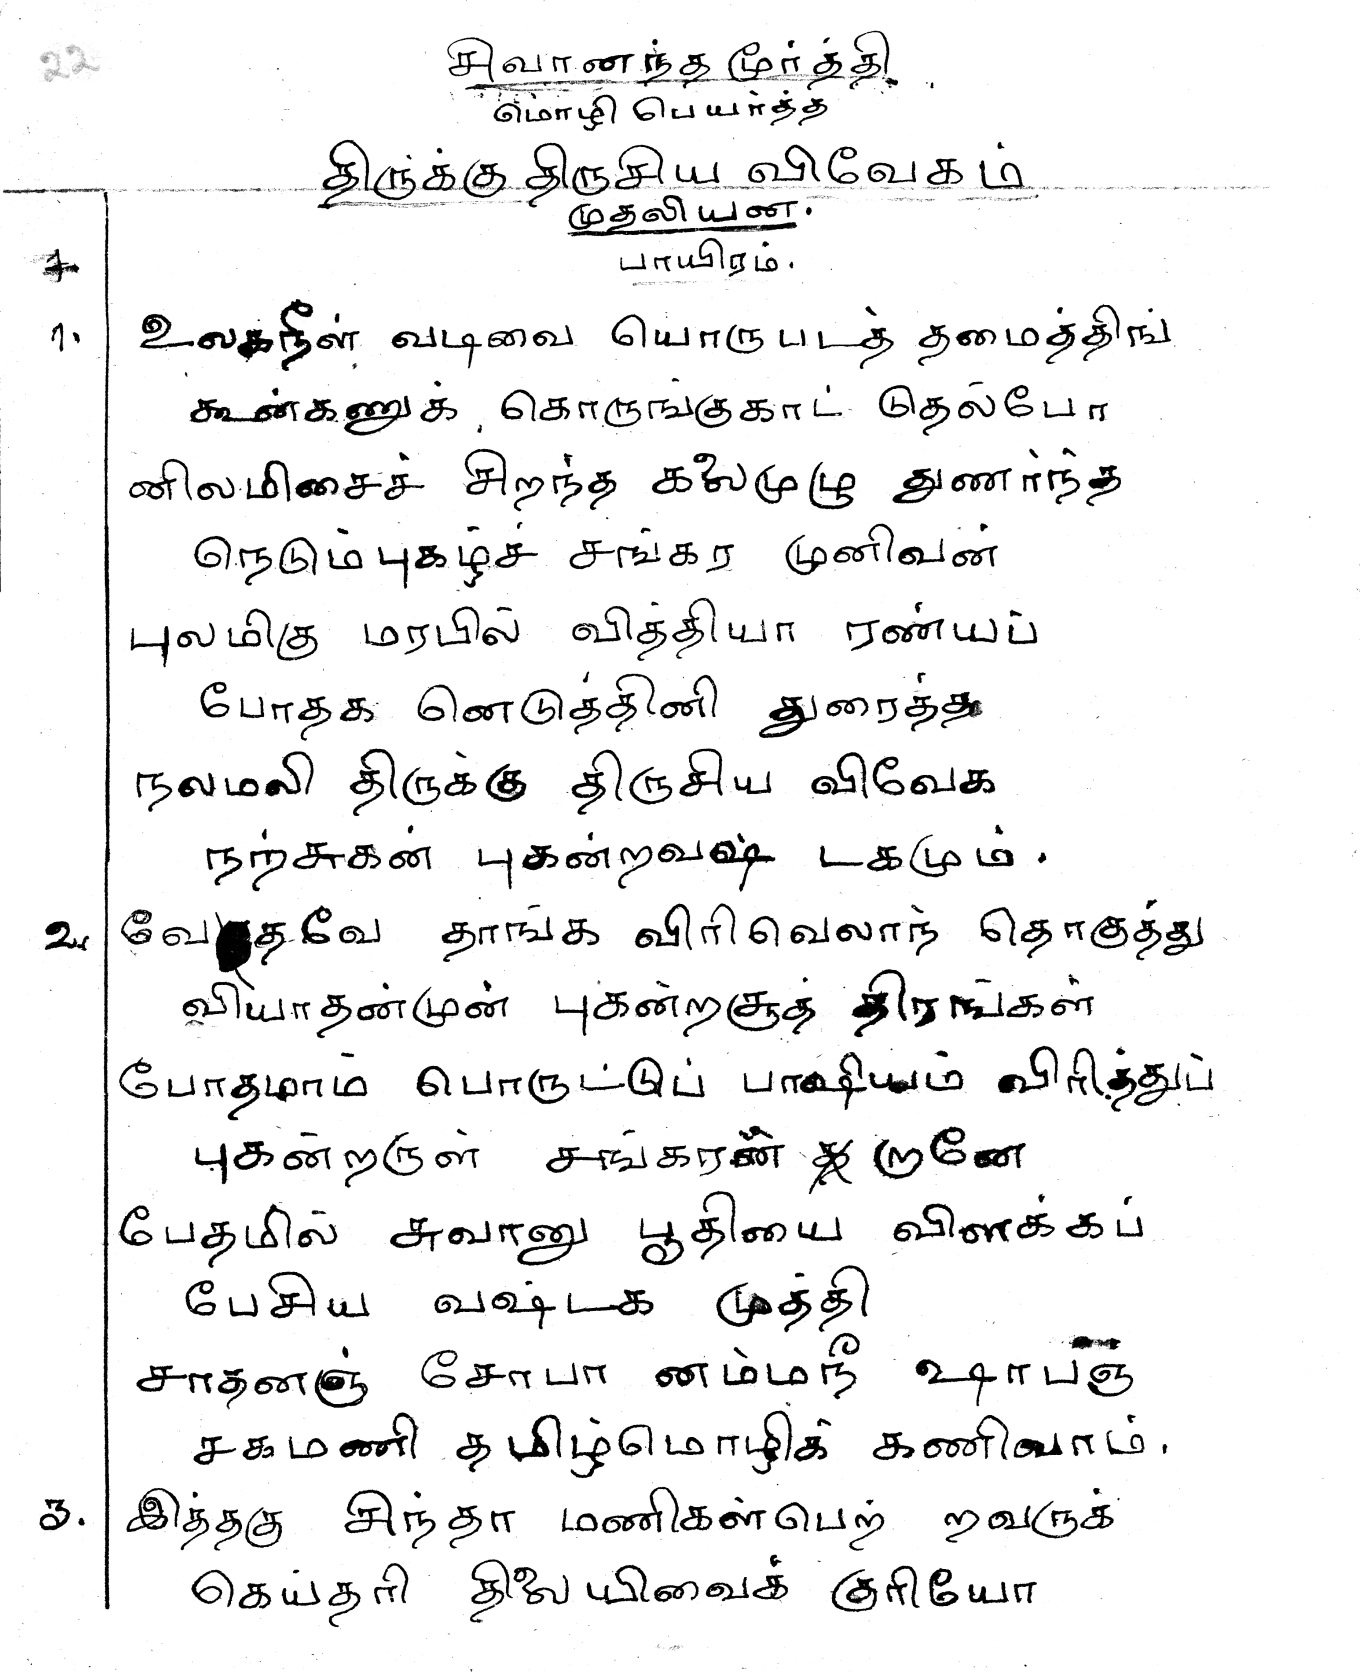 22
சிவானந்த மூர்த்தி
மொழி பெயர்த்த
திருக்கு திருசிய விவேகம்
முதலியன.
பாயிரம்.
1. உலகநீள் வடிவை யொருபடத் தமைத்திங்
கூன்கணுக் கொருங்குகாட் டுதல்போ
னிலமிசைச் சிறந்த கலைமுழு துணர்ந்த
நெடும்புகழ்ச் சங்கர முனிவன்
புலமிகு மரபில் வித்தியா ரண்யப்
போதக னெடுத்தினி துரைத்த
நலமலி திருக்கு திருசிய விவேக
நற்சுகன் புகன்றவஷ் டகமும்.
2. தவே தாங்க விரிவெலாந் தொகுத்து
வியாதன்முன் புகன்றசூத் திரங்கள்
போதமாம் பொருட்டுப் பாஷியம் விரித்துப்
புகன்றருள் சங்கரன் றனே
பேதமில் சுவானு பூதியை விளக்கப்
பேசிய வஷ்டக முத்தி
சாதனஞ் சோபா னம்மநீ ஷாபஞ்
சகமணி தமிழ்மொழிக் கணிவாம்.
3. இத்தகு சிந்தா மணிகள்பெற் றவருக்
கெய்தரி திலையிவைக் குரியோ